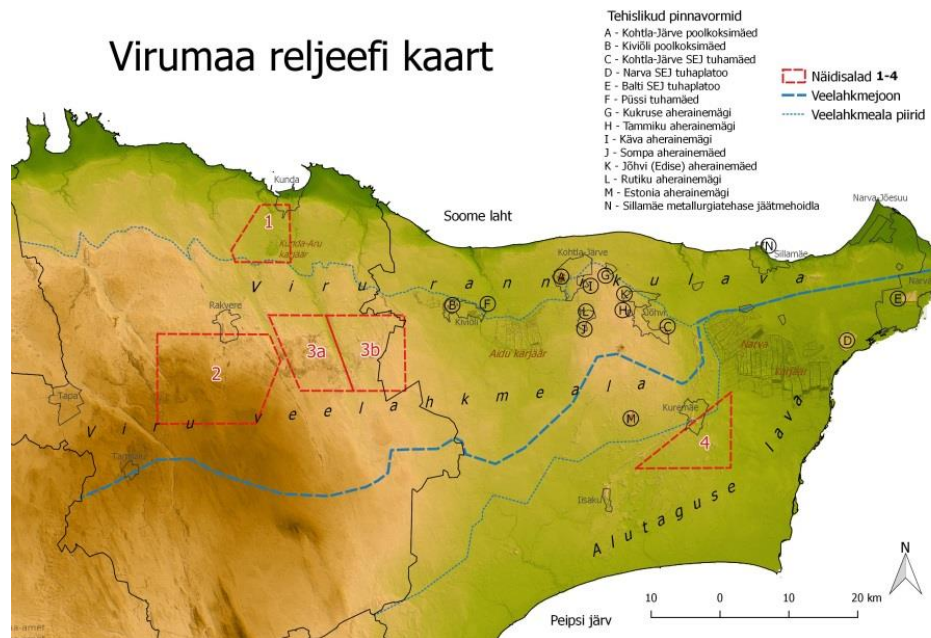 Virumaa reljeefi kaart
Tehislikud pinnavormid
A - Kohtla-Järve poolkoksimäed
B - Kiviõli poolkoksimäed
C - Kohtla-Järve SEJ tuhamäed
D - Narva SEJ tuhaplatoo
E - Balti SEJ tuhaplatoo
F - Püssi tuhamäed
G - Kukruse aherainemägi
H - Tammiku aherainemägi
I - Käva aherainemägi
J - Sompa aherainemäed
K - Jõhvi (Edise) aherainemäed
L - Rutiku aherainemägi
M - Estonia aherainemägi
N - Sillamäe metallurgiatehase jäätmehoidla
Näidisalad 1-4
Veelahkmejoon
Veelahkmeala piirid
Kunda
Soome laht
Narva-Jõesuu
1
Kunda-Aru
karjäär
N
Sillamäe
Kohtla-Järve
Viru rannikulava
A
G
I
K
Narva
E
Rakvere
B
F
Kiviõli
L
H
Jõhvi
J
C
3a
3b
Aidu karjäär
Narva
karjäär
D
2
Tapa
Viru veelahkmeala
M
Kuremäe
4
Iisaku
Alutaguse lava
Peipsi järv
N
10 0 10 20 km